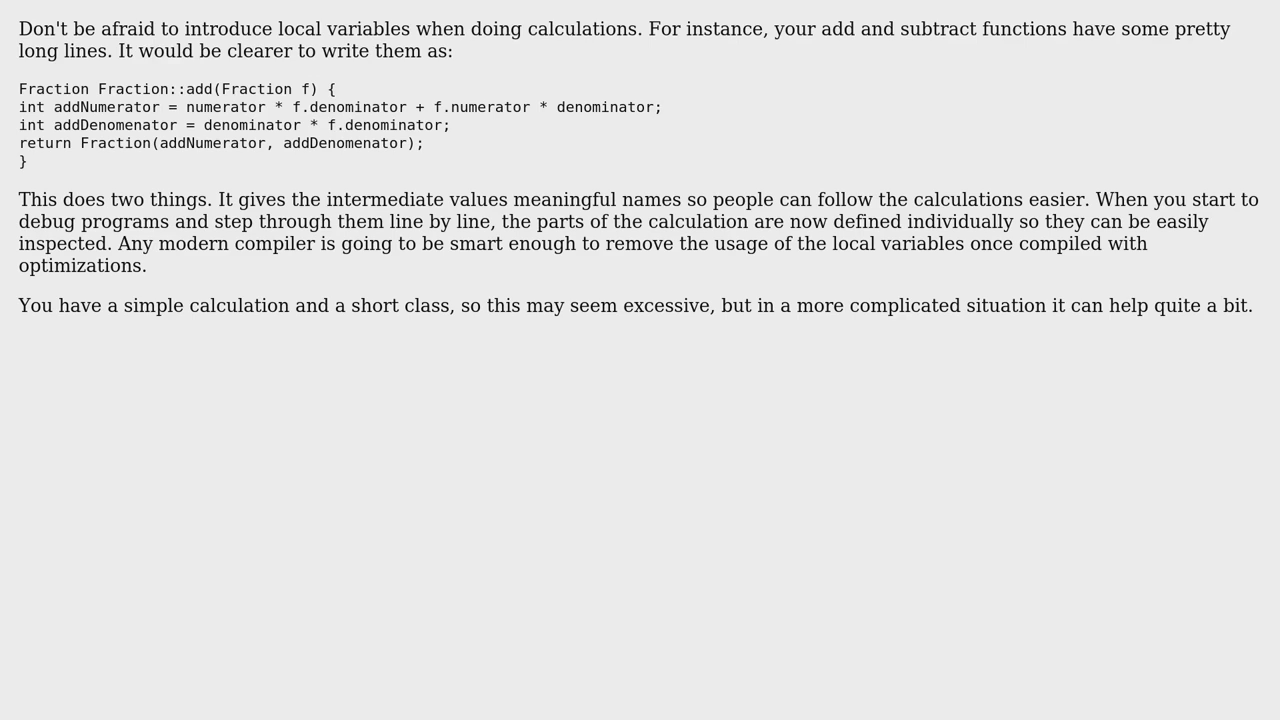 Don't be afraid to introduce local variables when doing calculations. For instance, your add and subtract functions have some pretty
long lines. It would be clearer to write them as:
Fraction Fraction::add(Fraction f) {
int addNumerator = numerator * f.denominator + f.numerator * denominator;
int addDenomenator = denominator * f.denominator;
return Fraction(addNumerator, addDenomenator);
}
This does two things. It gives the intermediate values meaningful names so people can follow the calculations easier. When you start to
debug programs and step through them line by line, the parts of the calculation are now defined individually so they can be easily
inspected. Any modern compiler is going to be smart enough to remove the usage of the local variables once compiled with
optimizations.
You have a simple calculation and a short class, so this may seem excessive, but in a more complicated situation it can help quite a bit.